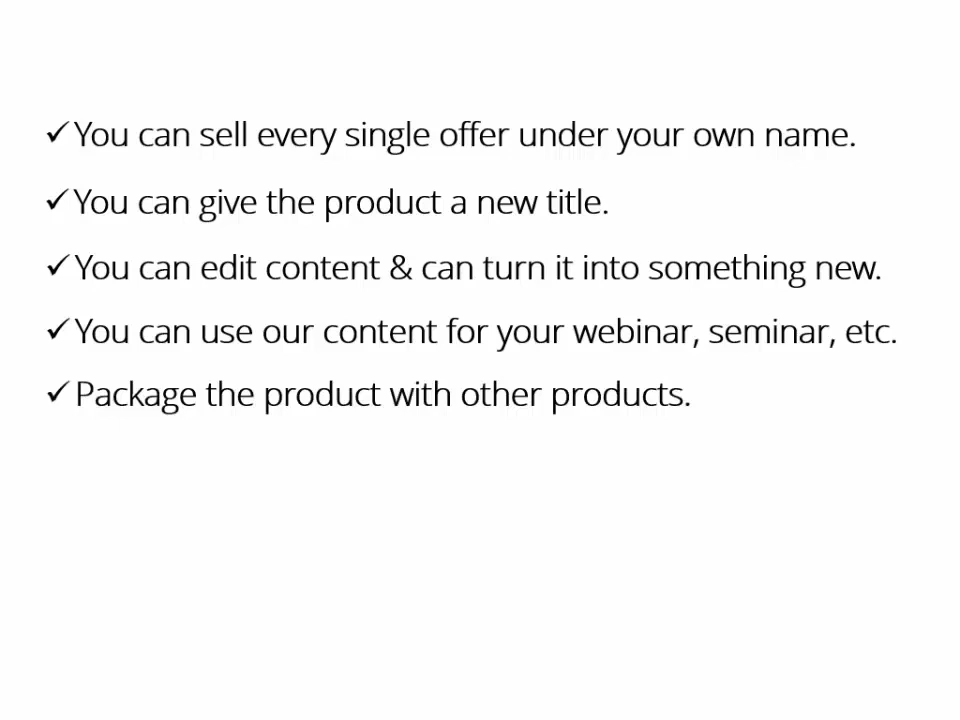 ✓You can sell every single offer under your own name.
✓You can give the product a new title.
✓You can edit content & can turn it into something new.
✓You can use our content for your webinar, seminar, etc.
✓Package the product with other products.